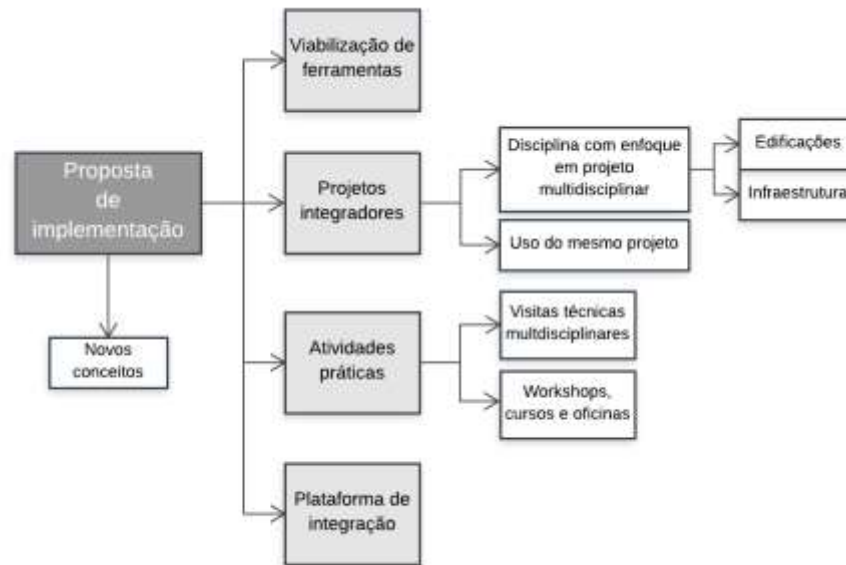 Viabilização de
ferramentas
Proposta
de
implementação
Novos
conceitos
Projetos
integradores
Disciplina com enfoque
em projeto
multidisciplinar
Edificações
Infraestrutura
Uso do mesmo projeto
Atividades
práticas
Visitas técnicas
multdisciplinares
Workshops,
cursos e oficinas
Plataforma de
integração